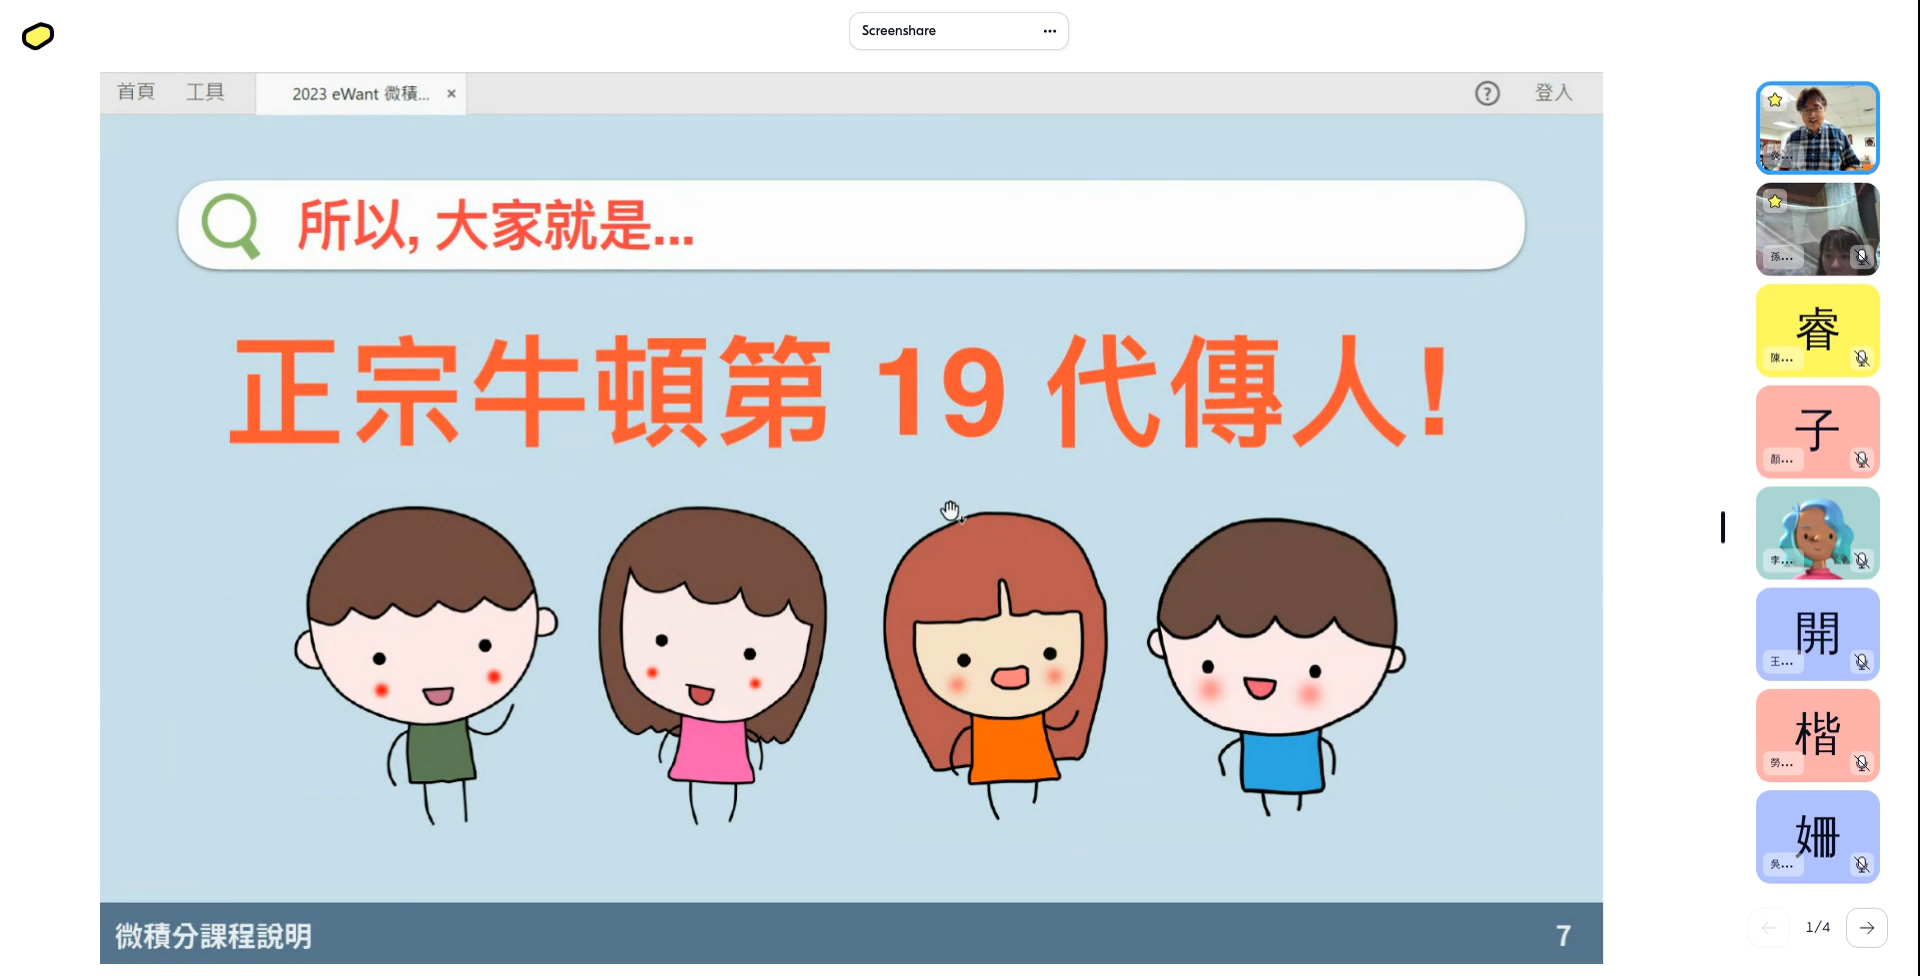 Screenshare
首頁 工具 2023 eWant 微積... × ? 登入
所以, 大家就是...
正宗牛頓第 19 代傳人!
微積分課程說明 7
孫...
睿
陳...
子
顏...
李...
開
王...
楷
勞...
姍
吳...
1/4